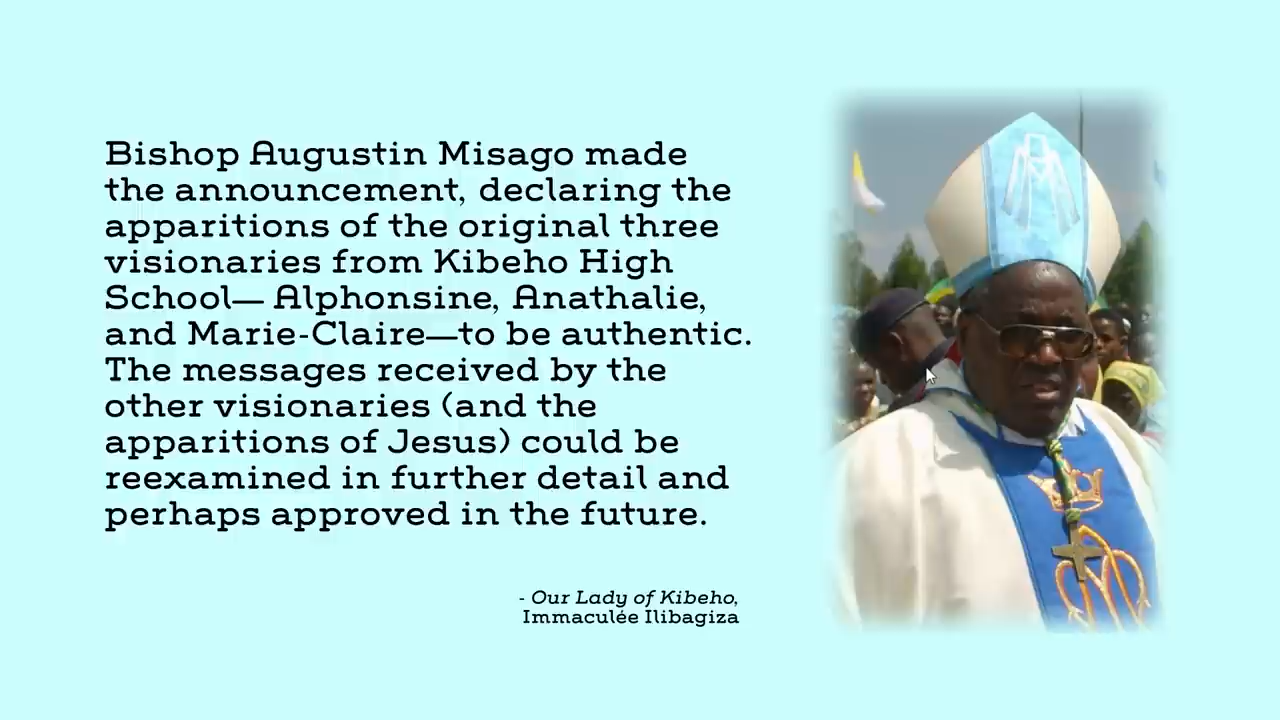 Bishop Augustin Misago made
the announcement, declaring the
apparitions of the original three
visionaries from Kibeho High
School— Alphonsine, Anathalie,
and Marie-Claire—to be authentic.
The messages received by the
other visionaries (and the
apparitions of Jesus) could be
reexamined in further detail and
perhaps approved in the future.
- Our Lady of Kibeho,
Immaculée Ilibagiza